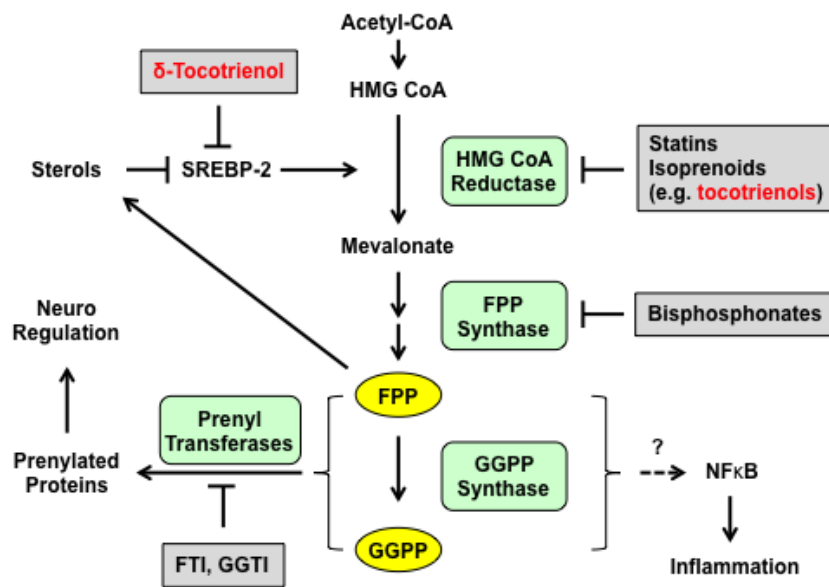 Acetyl-CoA
δ-Tocotrienol
HMG CoA
Sterols
SREBP-2
HMG CoA
Reductase
Statins
Isoprenoids
(e.g. tocotrienols)
Mevalonate
Neuro
Regulation
FPP
Synthase
Bisphosphonates
FPP
Prenyl
Transferases
Prenylated
Proteins
GGPP
Synthase
?
NFκB
FTI, GGTI
GGPP
Inflammation